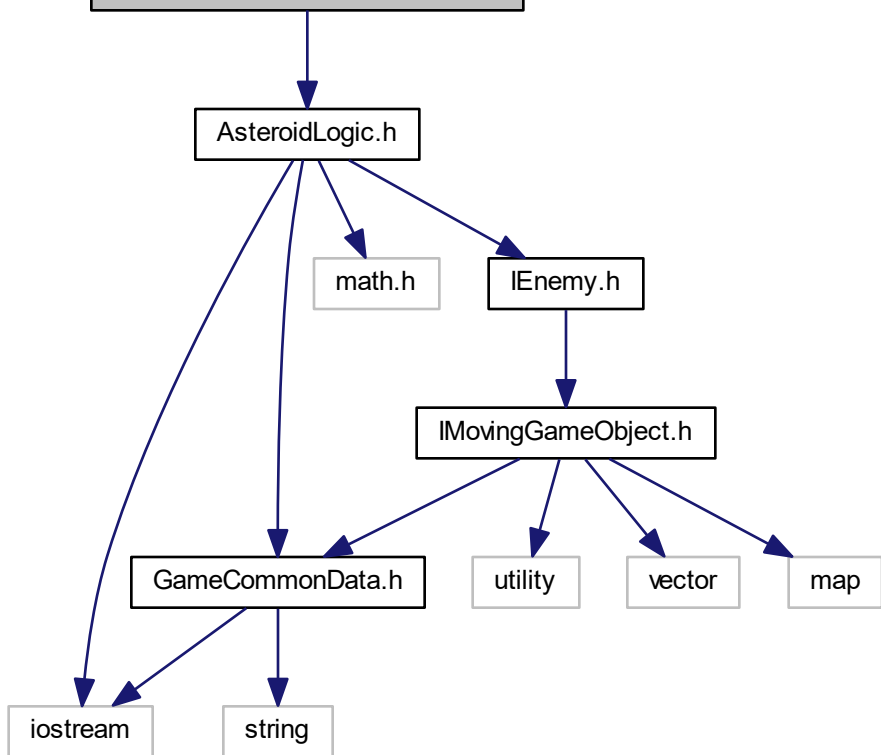 AsteroidLogic.h
math.h
IEnemy.h
IMovingGameObject.h
GameCommonData.h
utility
vector
map
iostream
string